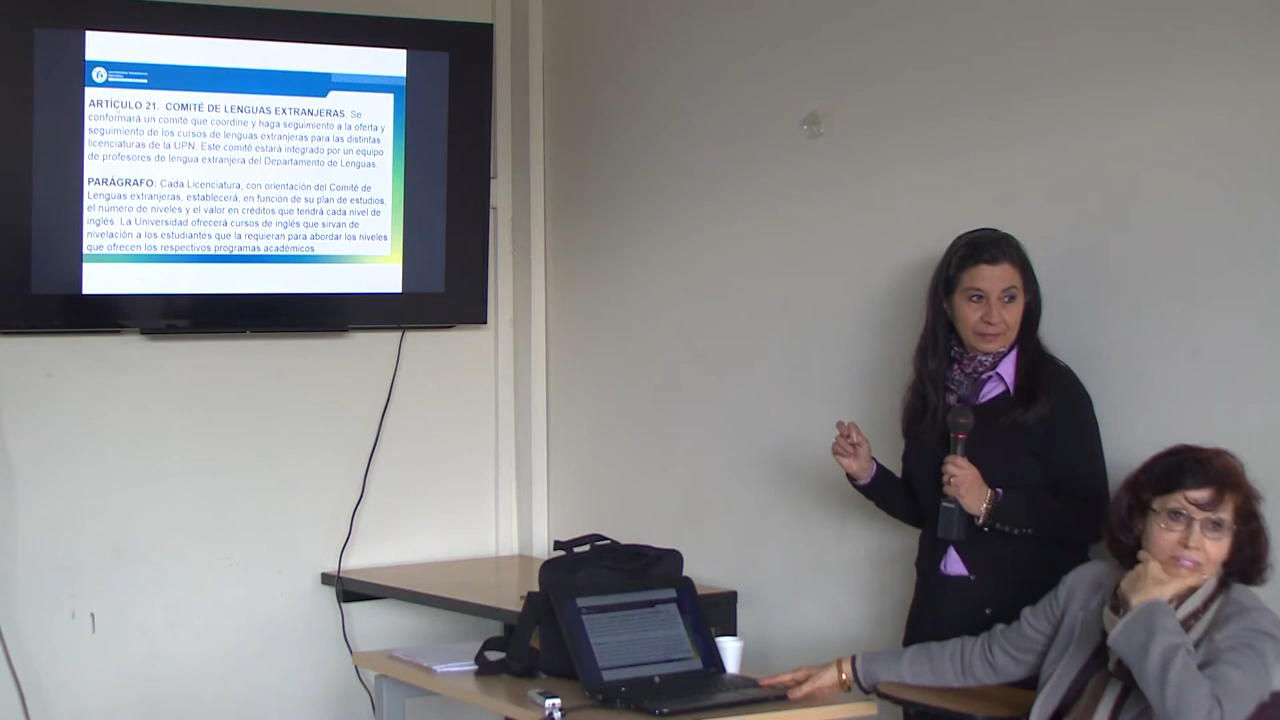 ARTÍCULO 21. COMITÉ DE LENGUAS EXTRANJERAS. Se
conformará un comité que coordine y haga seguimiento a la oferta y
seguimiento de los cursos de lenguas extranjeras para las distintas
licenciaturas de la UPN. Este comité estará integrado por un equipo
de profesores de lengua extranjera del Departamento de Lenguas.
PARÁGRAFO: Cada Licenciatura, con orientación del Comité de
Lenguas extranjeras, establecerá, en función de su plan de estudios,
el número de niveles y el valor en créditos que tendrá cada nivel de
inglés. La Universidad ofrecerá cursos de inglés que sirvan de
nivelación a los estudiantes que la requieran para abordar los niveles
que ofrecen los respectivos programas académicos